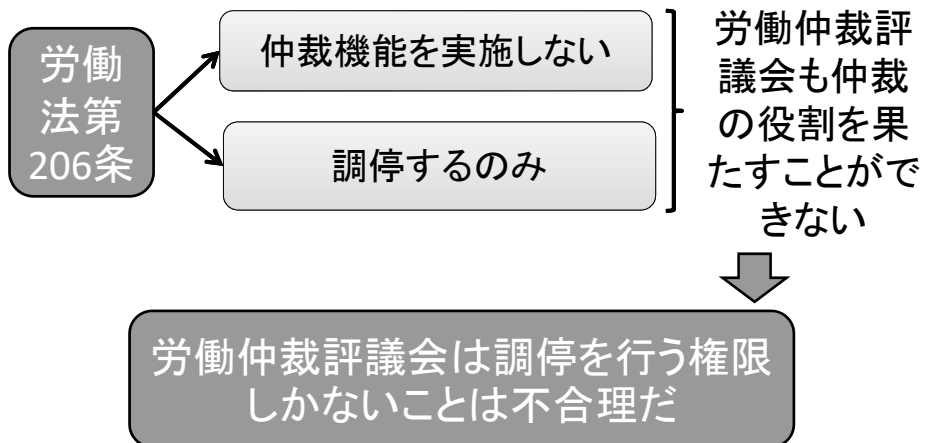 労働
法第
206条
仲裁機能を実施しない
調停するのみ
労働仲裁評
議会も仲裁
の役割を果
たすことがで
きない
労働仲裁評議会は調停を行う権限
しかないことは不合理だ